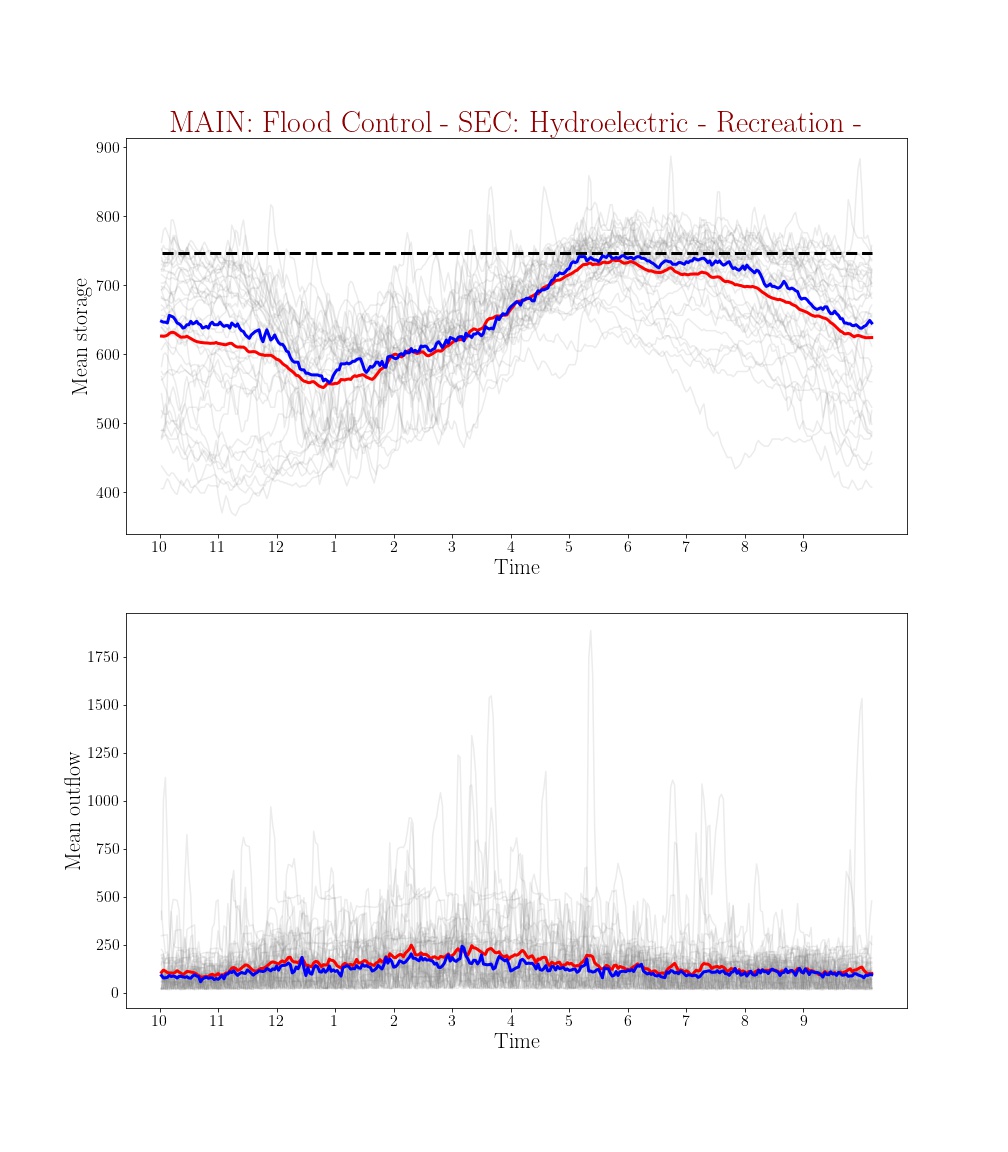 MAIN: Flood Control - SEC: Hydroelectric - Recreation -
900
800
700
600
500
400
Mean storage
10 11 12 1 2 3 4 5 6 7 8 9
Time
1750
1500
1250
1000
750
500
250
0
Mean outflow
10 11 12 1 2 3 4 5 6 7 8 9
Time